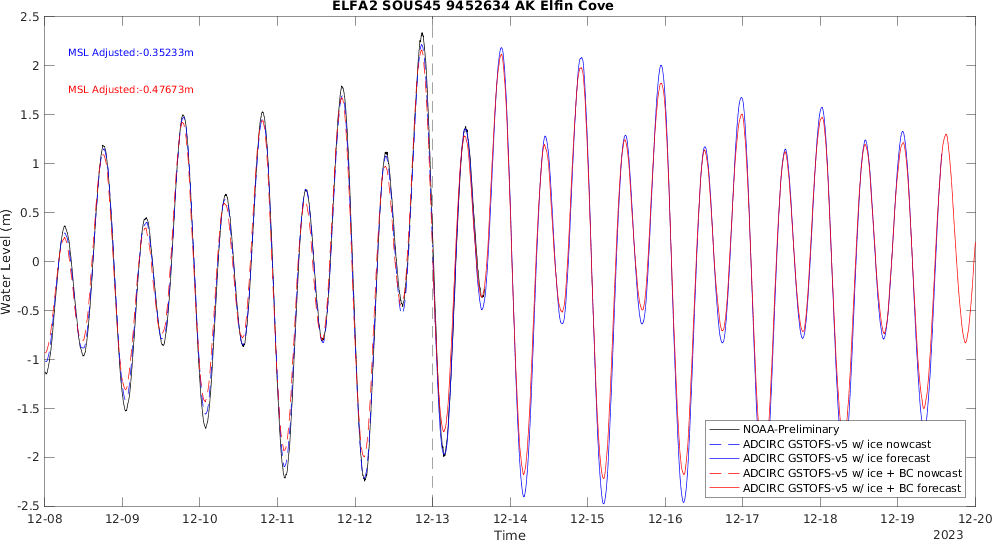 ELFA2 SOUS45 9452634 AK Elfin Cove
MSL Adjusted:-0.35233m
MSL Adjusted:-0.47673m
Water Level (m)
2.5
2
1.5
1
0.5
0
-0.5
-1
-1.5
-2
-2.5
NOAA-Preliminary
ADCIRC GSTOFS-v5 w/ ice nowcast
ADCIRC GSTOFS-v5 w/ ice forecast
ADCIRC GSTOFS-v5 w/ ice + BC nowcast
ADCIRC GSTOFS-v5 w/ ice + BC forecast
12-08 12-09 12-10 12-11 12-12 12-13 12-14 12-15 12-16 12-17 12-18 12-19 12-20
Time
2023